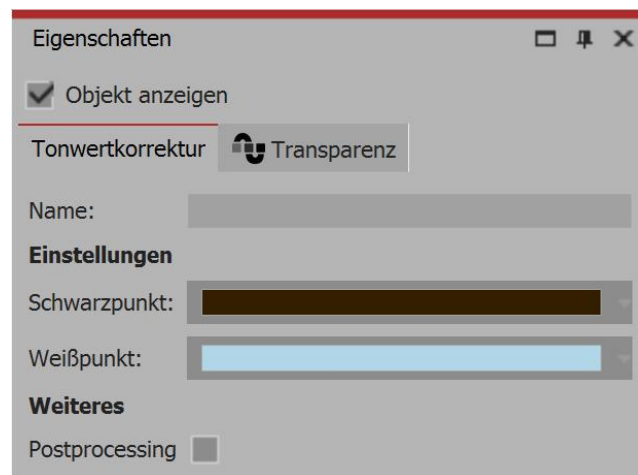 Eigenschaften
Objekt anzeigen
Tonwertkorrektur Transparenz
Name:
Einstellungen
Schwarzpunkt:
Weißpunkt:
Weiteres
Postprocessing